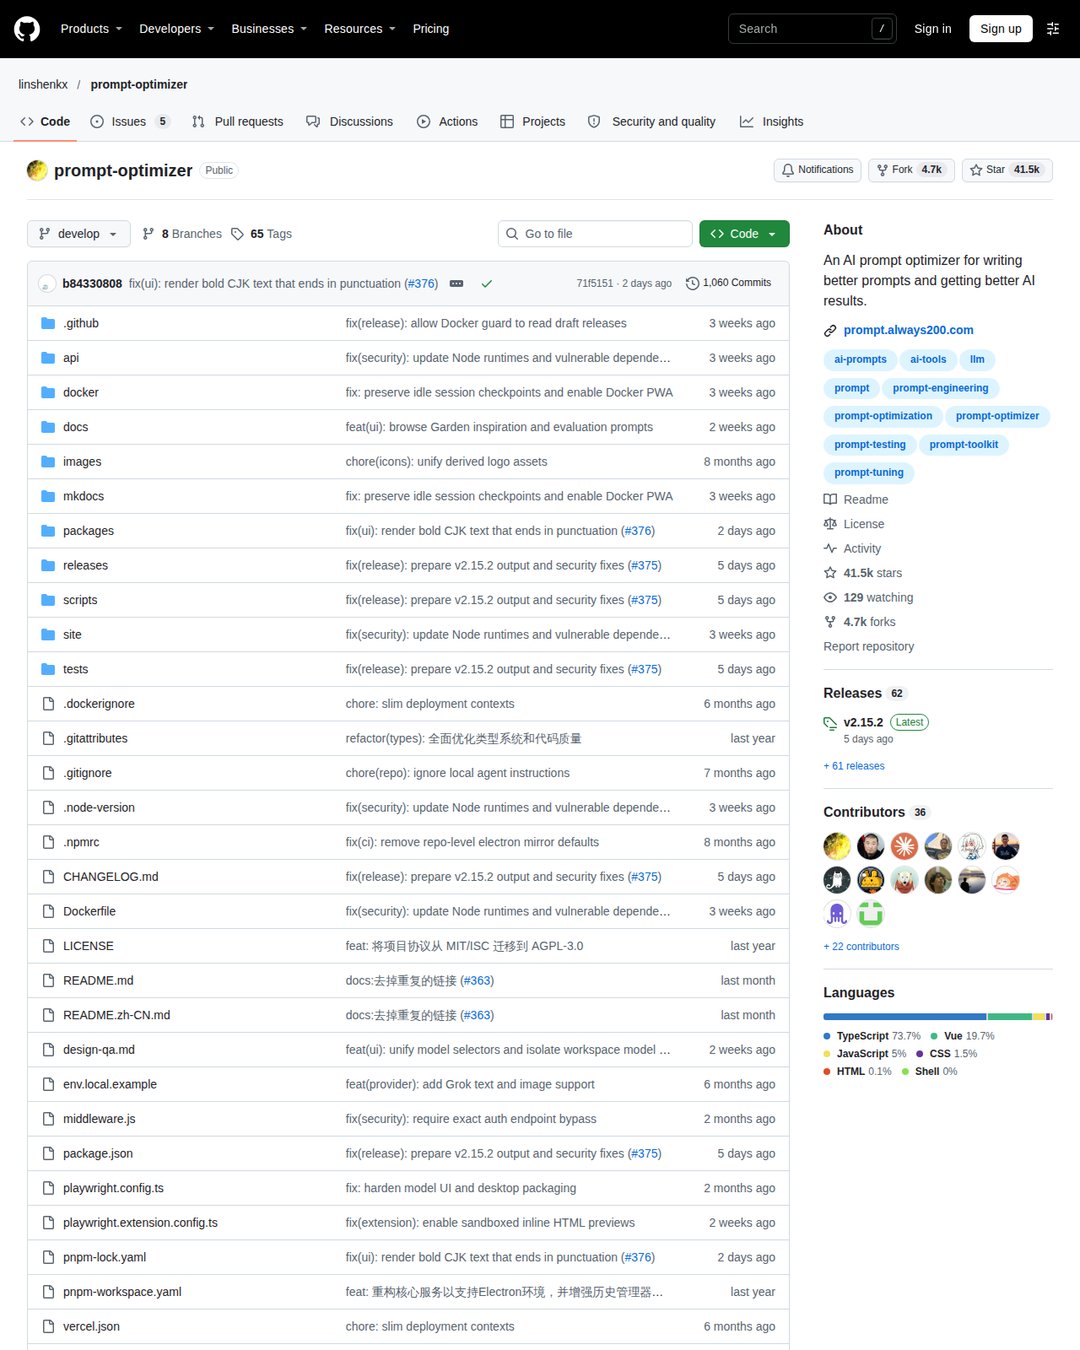 Products Developers Businesses Resources Pricing Search / Sign in Sign up
linshenkx / prompt-optimizer
Code Issues 5 Pull requests Discussions Actions Projects Security and quality Insights
prompt-optimizer Public Notifications Fork 4.7k Star 41.5k
develop 8 Branches 65 Tags Go to file Code
b84330808 fix(ui): render bold CJK text that ends in punctuation (#376) 71f5151 · 2 days ago 1,060 Commits
.github fix(release): allow Docker guard to read draft releases 3 weeks ago
api fix(security): update Node runtimes and vulnerable depende… 3 weeks ago
docker fix: preserve idle session checkpoints and enable Docker PWA 3 weeks ago
docs feat(ui): browse Garden inspiration and evaluation prompts 2 weeks ago
images chore(icons): unify derived logo assets 8 months ago
mkdocs fix: preserve idle session checkpoints and enable Docker PWA 3 weeks ago
packages fix(ui): render bold CJK text that ends in punctuation (#376) 2 days ago
releases fix(release): prepare v2.15.2 output and security fixes (#375) 5 days ago
scripts fix(release): prepare v2.15.2 output and security fixes (#375) 5 days ago
site fix(security): update Node runtimes and vulnerable depende… 3 weeks ago
tests fix(release): prepare v2.15.2 output and security fixes (#375) 5 days ago
.dockerignore chore: slim deployment contexts 6 months ago
.gitattributes refactor(types): 全面优化类型系统和代码质量 last year
.gitignore chore(repo): ignore local agent instructions 7 months ago
.node-version fix(security): update Node runtimes and vulnerable depende… 3 weeks ago
.npmrc fix(ci): remove repo-level electron mirror defaults 8 months ago
CHANGELOG.md fix(release): prepare v2.15.2 output and security fixes (#375) 5 days ago
Dockerfile fix(security): update Node runtimes and vulnerable depende… 3 weeks ago
LICENSE feat: 将项目协议从 MIT/ISC 迁移到 AGPL-3.0 last year
README.md docs:去掉重复的链接 (#363) last month
README.zh-CN.md docs:去掉重复的链接 (#363) last month
design-qa.md feat(ui): unify model selectors and isolate workspace model … 2 weeks ago
env.local.example feat(provider): add Grok text and image support 6 months ago
middleware.js fix(security): require exact auth endpoint bypass 2 months ago
package.json fix(release): prepare v2.15.2 output and security fixes (#375) 5 days ago
playwright.config.ts fix: harden model UI and desktop packaging 2 months ago
playwright.extension.config.ts fix(extension): enable sandboxed inline HTML previews 2 weeks ago
pnpm-lock.yaml fix(ui): render bold CJK text that ends in punctuation (#376) 2 days ago
pnpm-workspace.yaml feat: 重构核心服务以支持Electron环境，并增强历史管理器… last year
vercel.json chore: slim deployment contexts 6 months ago
About
An AI prompt optimizer for writing
better prompts and getting better AI
results.
prompt.always200.com
ai-prompts ai-tools llm
prompt prompt-engineering
prompt-optimization prompt-optimizer
prompt-testing prompt-toolkit
prompt-tuning
Readme
License
Activity
41.5k stars
129 watching
4.7k forks
Report repository
Releases 62
v2.15.2 Latest
5 days ago
+ 61 releases
Contributors 36
+ 22 contributors
Languages
TypeScript 73.7% Vue 19.7%
JavaScript 5% CSS 1.5%
HTML 0.1% Shell 0%